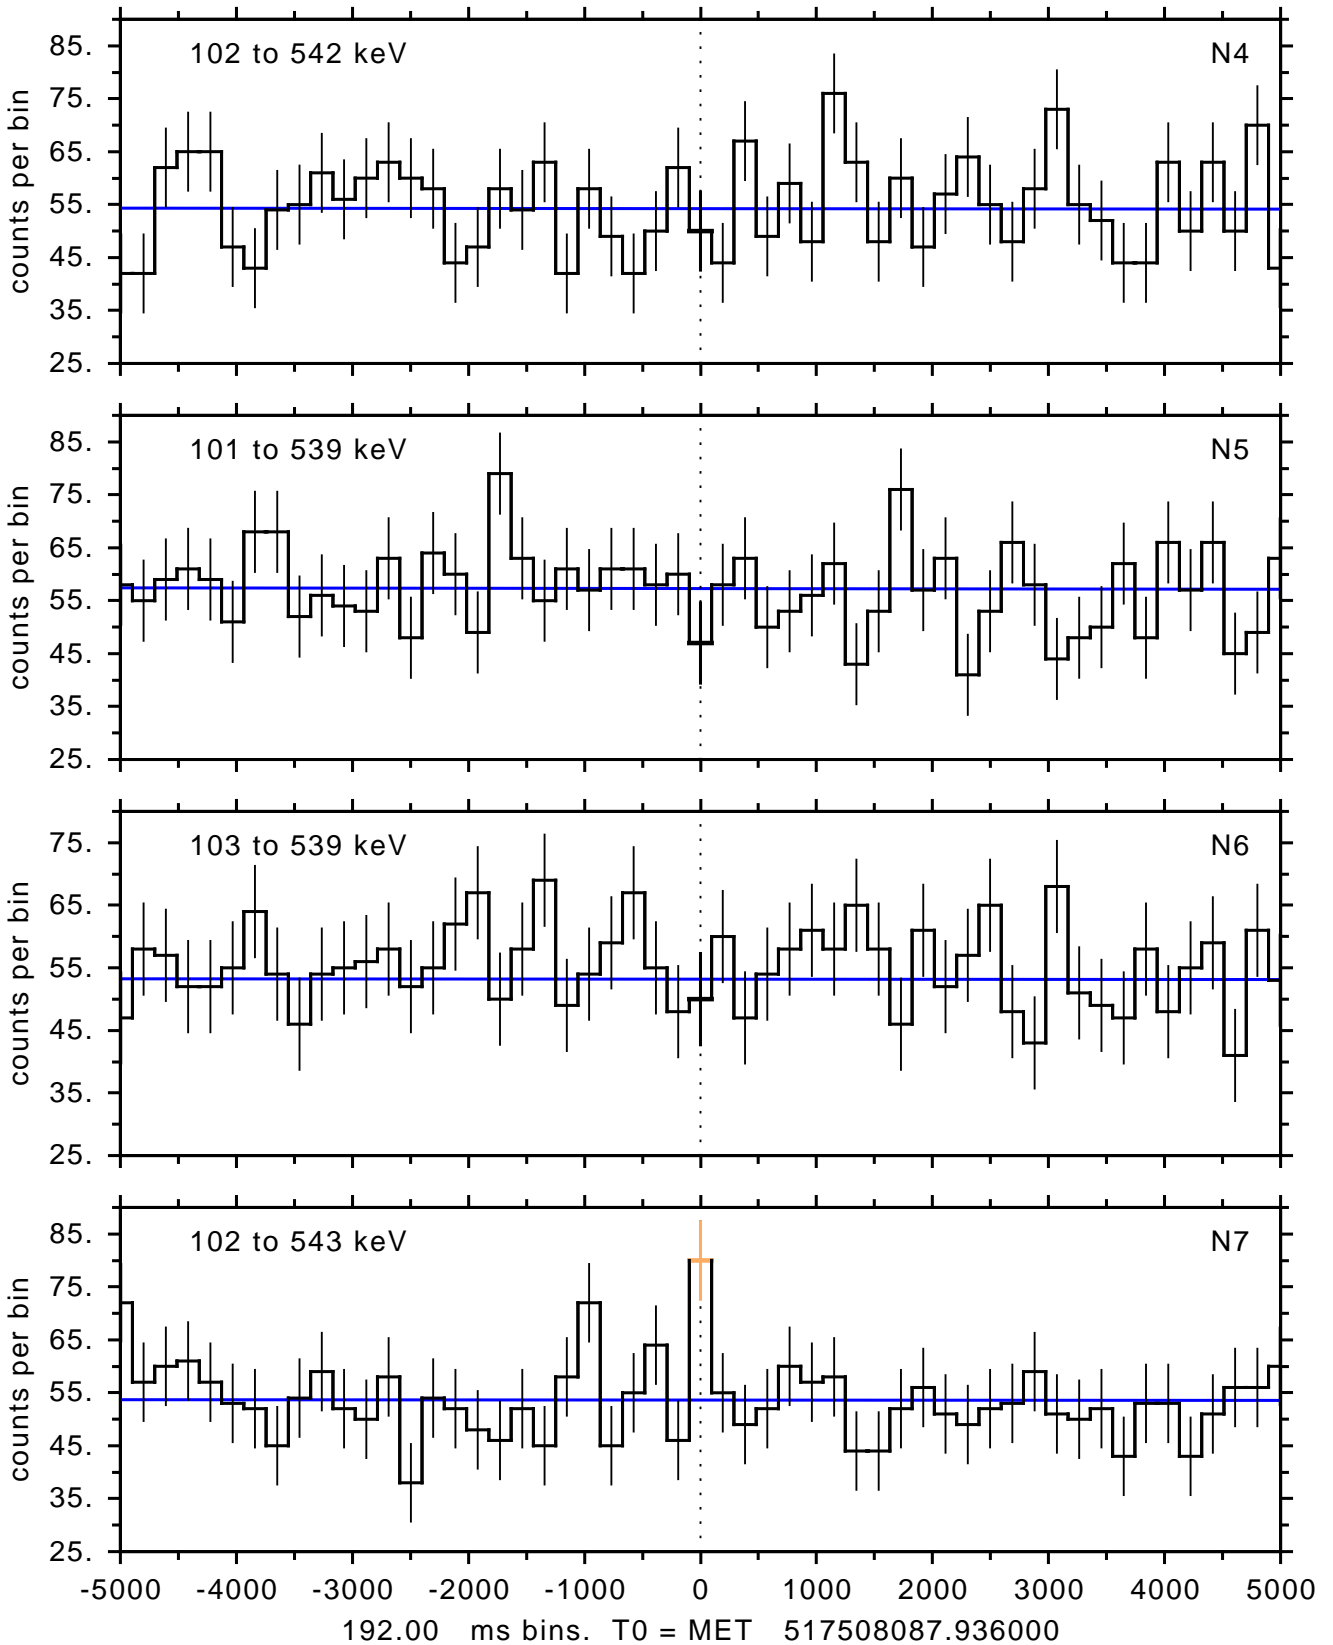 102 to 542 keV N4
85.
75.
65.
55.
45.
35.
25.
counts per bin
101 to 539 keV N5
85.
75.
65.
55.
45.
35.
25.
counts per bin
103 to 539 keV N6
75.
65.
55.
45.
35.
25.
counts per bin
102 to 543 keV N7
85.
75.
65.
55.
45.
35.
25.
counts per bin
-5000 -4000 -3000 -2000 -1000 0 1000 2000 3000 4000 5000
192.00 ms bins. T0 = MET 517508087.936000